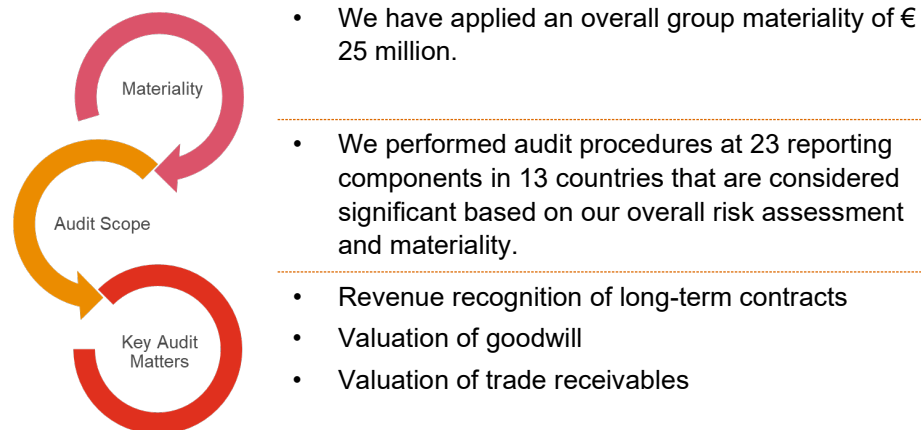 Materiality
• We have applied an overall group materiality of €
25 million.
Audit Scope
• We performed audit procedures at 23 reporting
components in 13 countries that are considered
significant based on our overall risk assessment
and materiality.
Key Audit
Matters
• Revenue recognition of long-term contracts
• Valuation of goodwill
• Valuation of trade receivables